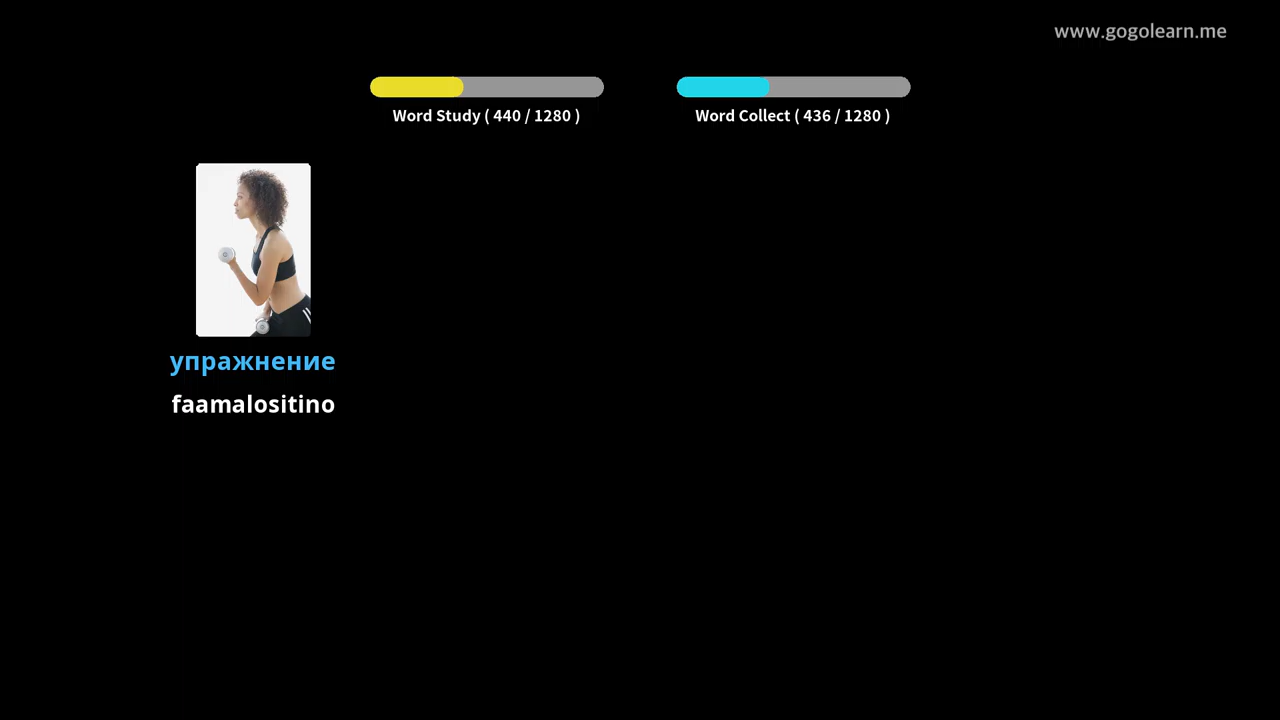 www.gogolearn.me
Word Study ( 440 / 1280 )
Word Collect ( 436 / 1280 )
упражнение
faamalositino